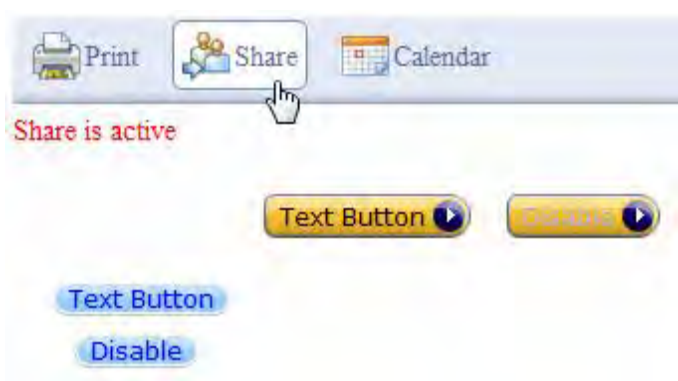 Print Share Calendar
Share is active
Text Button
Text Button
Disable